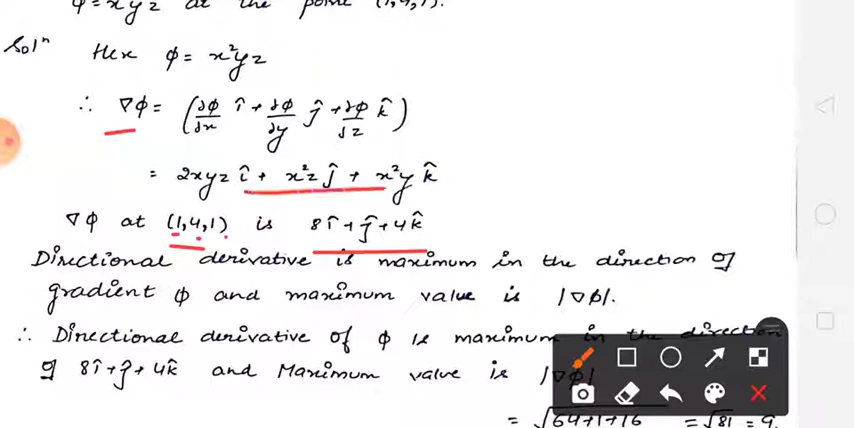 φ = x²yz at the point (1,4,1).
Solⁿ Here φ = x²yz
∴ ∇φ = (∂φ/∂x î + ∂φ/∂y ĵ + ∂φ/∂z k̂)
= 2xyz î + x²z ĵ + x²y k̂
∇φ at (1,4,1) is 8î + ĵ + 4k̂
Directional derivative is maximum in the direction of
gradient φ and maximum value is |∇φ|.
∴ Directional derivative of φ is maximum in the direction
of 8î + ĵ + 4k̂ and Maximum value is |∇φ|
= √64+1+16 = √81 = 9.